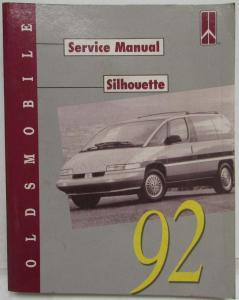 Service Manual
Silhouette
OLDSMOBILE
92